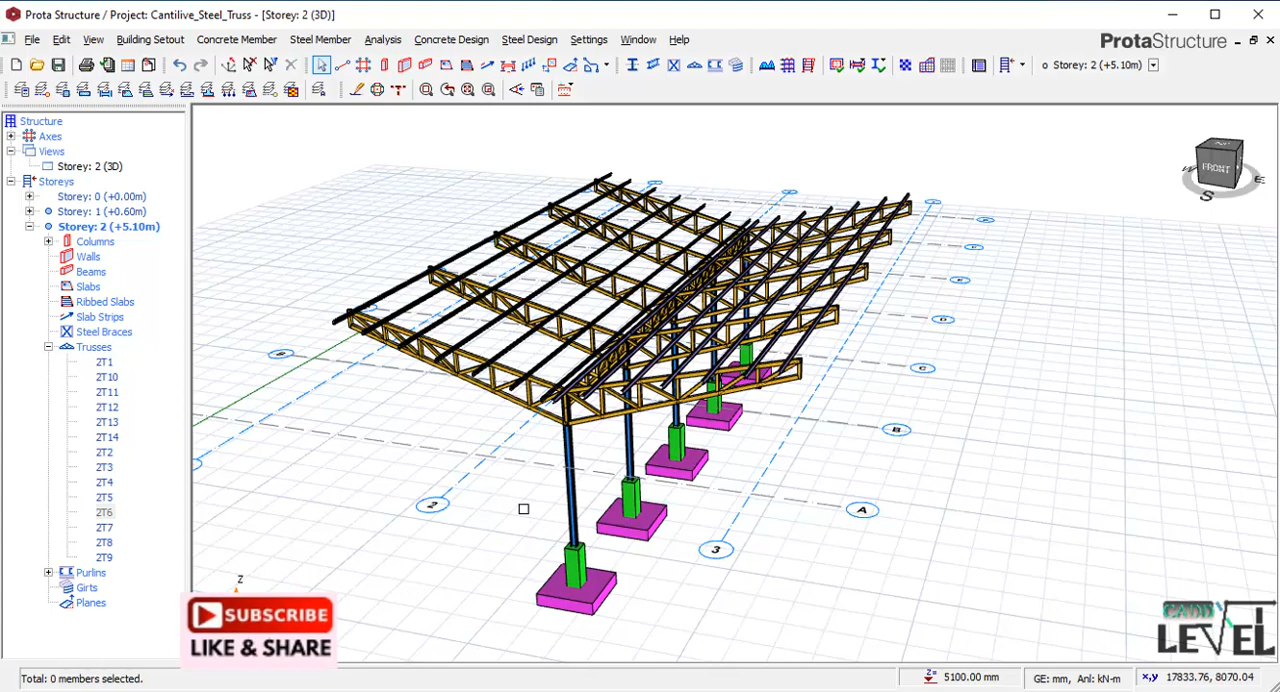 Prota Structure / Project: Cantilive_Steel_Truss - [Storey: 2 (3D)]
File Edit View Building Setout Concrete Member Steel Member Analysis Concrete Design Steel Design Settings Window Help
ProtaStructure
Storey: 2 (+5.10m)
Structure
Axes
Views
Storey: 2 (3D)
Storeys
Storey: 0 (+0.00m)
Storey: 1 (+0.60m)
Storey: 2 (+5.10m)
Columns
Walls
Beams
Slabs
Ribbed Slabs
Slab Strips
Steel Braces
Trusses
2T1
2T10
2T11
2T12
2T13
2T14
2T2
2T3
2T4
2T5
2T6
2T7
2T8
2T9
Purlins
Girts
Planes
FRONT
S
E
D
C
B
A
2
3
Z
SUBSCRIBE
LIKE & SHARE
CADD
LEVEL
Total: 0 members selected.
Z= 5100.00 mm
GE: mm, Anl: kN-m
x,y 17833.76, 8070.04